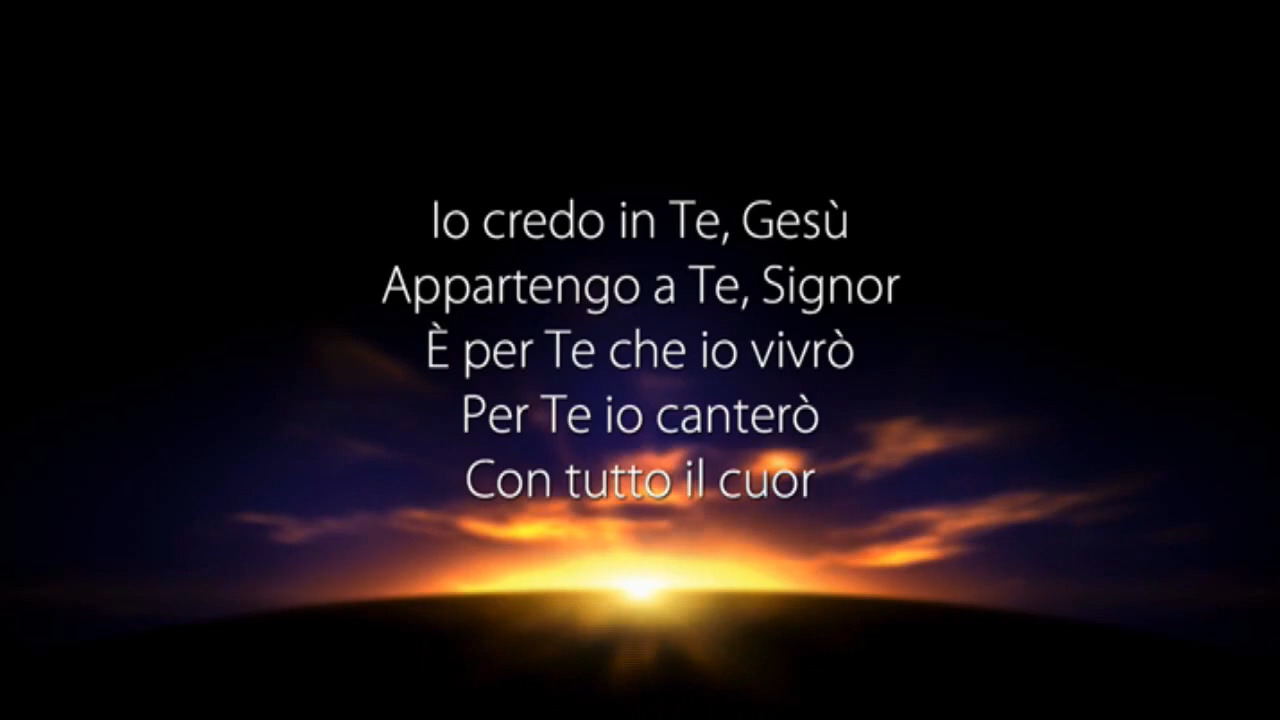 Io credo in Te, Gesù
Appartengo a Te, Signor
È per Te che io vivrò
Per Te io canterò
Con tutto il cuor